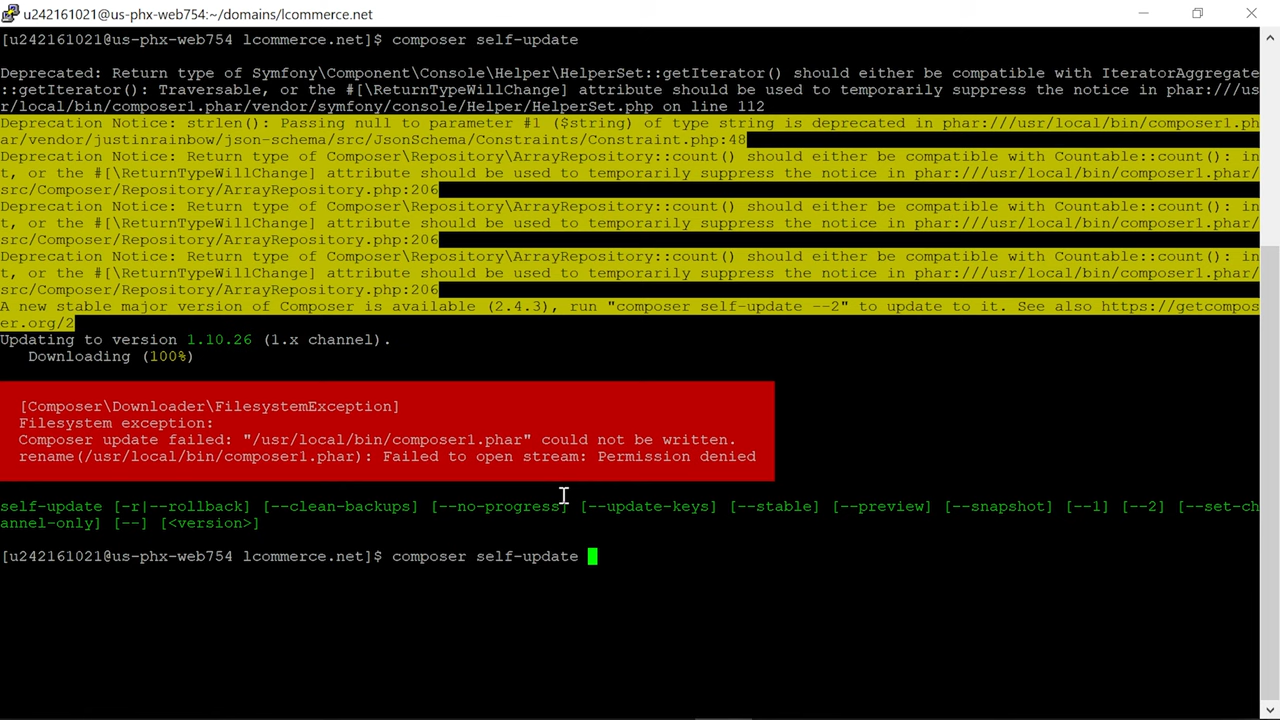 u242161021@us-phx-web754:~/domains/lcommerce.net
[u242161021@us-phx-web754 lcommerce.net]$ composer self-update
Deprecated: Return type of Symfony\Component\Console\Helper\HelperSet::getIterator() should either be compatible with IteratorAggregate
::getIterator(): Traversable, or the #[\ReturnTypeWillChange] attribute should be used to temporarily suppress the notice in phar:///us
r/local/bin/composer1.phar/vendor/symfony/console/Helper/HelperSet.php on line 112
Deprecation Notice: strlen(): Passing null to parameter #1 ($string) of type string is deprecated in phar:///usr/local/bin/composer1.ph
ar/vendor/justinrainbow/json-schema/src/JsonSchema/Constraints/Constraint.php:48
Deprecation Notice: Return type of Composer\Repository\ArrayRepository::count() should either be compatible with Countable::count(): in
t, or the #[\ReturnTypeWillChange] attribute should be used to temporarily suppress the notice in phar:///usr/local/bin/composer1.phar/
src/Composer/Repository/ArrayRepository.php:206
Deprecation Notice: Return type of Composer\Repository\ArrayRepository::count() should either be compatible with Countable::count(): in
t, or the #[\ReturnTypeWillChange] attribute should be used to temporarily suppress the notice in phar:///usr/local/bin/composer1.phar/
src/Composer/Repository/ArrayRepository.php:206
Deprecation Notice: Return type of Composer\Repository\ArrayRepository::count() should either be compatible with Countable::count(): in
t, or the #[\ReturnTypeWillChange] attribute should be used to temporarily suppress the notice in phar:///usr/local/bin/composer1.phar/
src/Composer/Repository/ArrayRepository.php:206
A new stable major version of Composer is available (2.4.3), run "composer self-update --2" to update to it. See also https://getcompos
er.org/2
Updating to version 1.10.26 (1.x channel).
Downloading (100%)
[Composer\Downloader\FilesystemException]
Filesystem exception:
Composer update failed: "/usr/local/bin/composer1.phar" could not be written.
rename(/usr/local/bin/composer1.phar): Failed to open stream: Permission denied
self-update [-r|--rollback] [--clean-backups] [--no-progress] [--update-keys] [--stable] [--preview] [--snapshot] [--1] [--2] [--set-ch
annel-only] [--] [<version>]
[u242161021@us-phx-web754 lcommerce.net]$ composer self-update